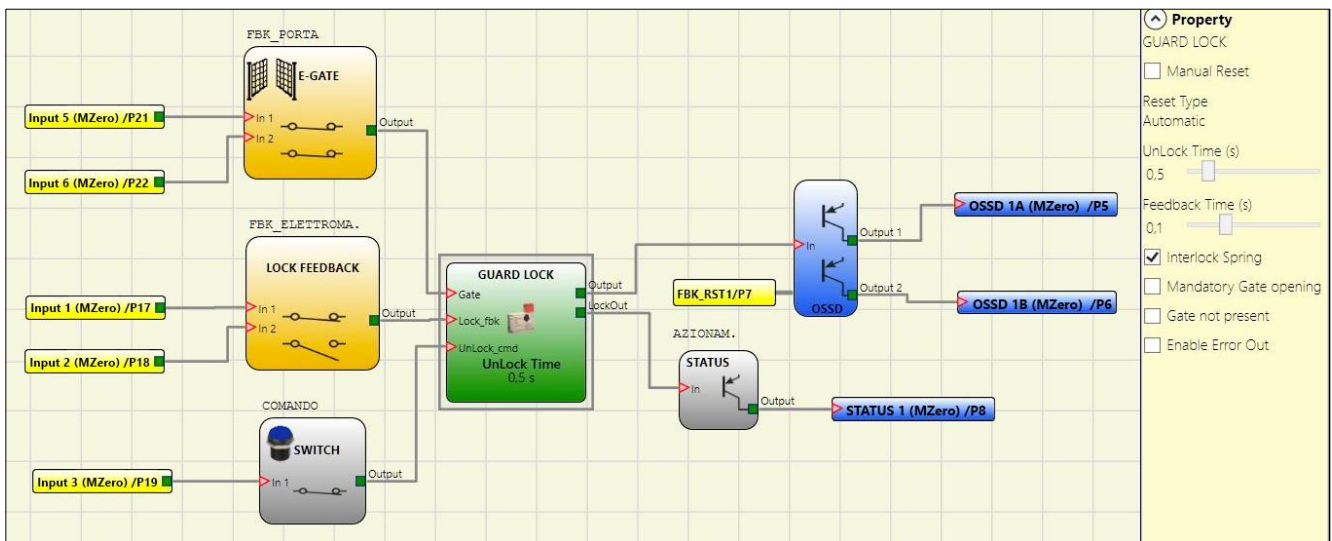 FBK_PORTA
E-GATE
Input 5 (MZero) /P21
In 1
Output
In 2
Input 6 (MZero) /P22
FBK_ELETTROMA.
LOCK FEEDBACK
Input 1 (MZero) /P17
In 1
Output
In 2
Input 2 (MZero) /P18
COMANDO
SWITCH
Output
Input 3 (MZero) /P19
In 1
GUARD LOCK
Gate
Output
LockOut
Lock_fbk
UnLock_cmd
UnLock Time
0,5 s
FBK_RST1/P7
In
Output 1
Output 2
OSSD
OSSD 1A (MZero) /P5
OSSD 1B (MZero) /P6
AZIONAM.
STATUS
In
Output
STATUS 1 (MZero) /P8
Property
GUARD LOCK
Manual Reset
Reset Type
Automatic
UnLock Time (s)
0,5
Feedback Time (s)
0,1
Interlock Spring
Mandatory Gate opening
Gate not present
Enable Error Out